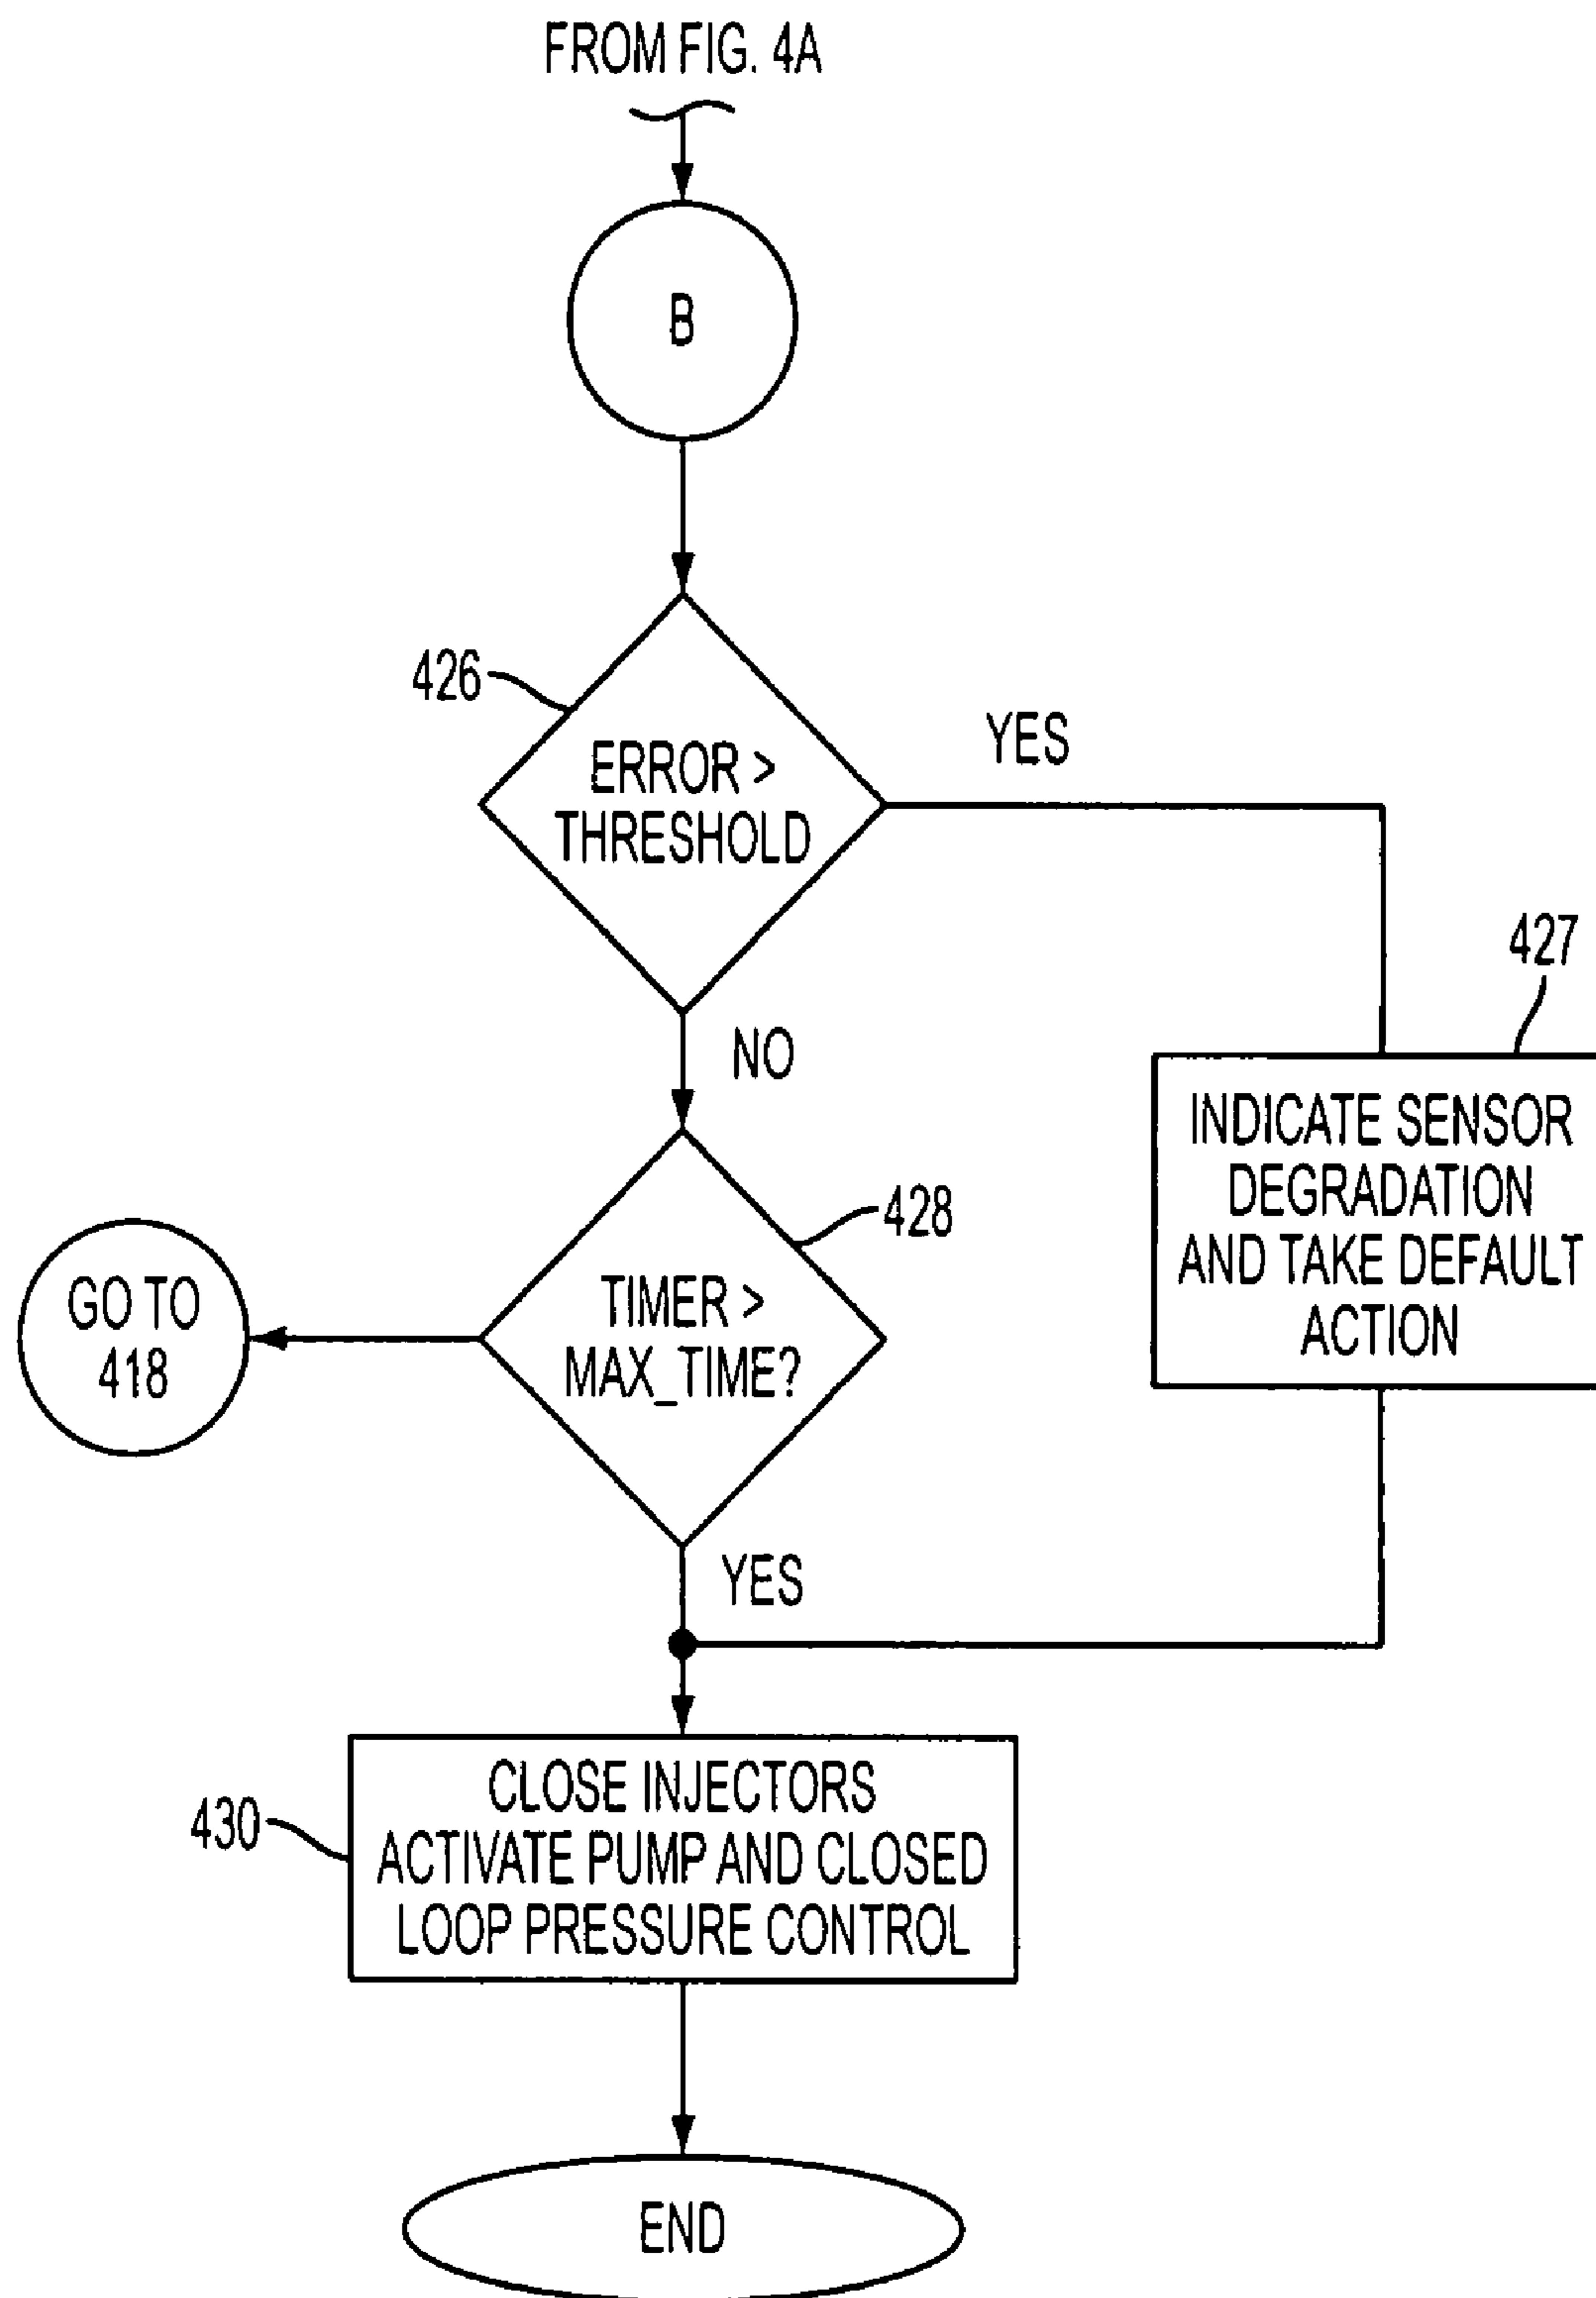 FROM FIG. 4A
B
426
ERROR >
THRESHOLD
YES
427
NO
INDICATE SENSOR
DEGRADATION
AND TAKE DEFAULT
ACTION
428
GO TO
418
TIMER >
MAX_TIME?
YES
430
CLOSE INJECTORS
ACTIVATE PUMP AND CLOSED
LOOP PRESSURE CONTROL
END